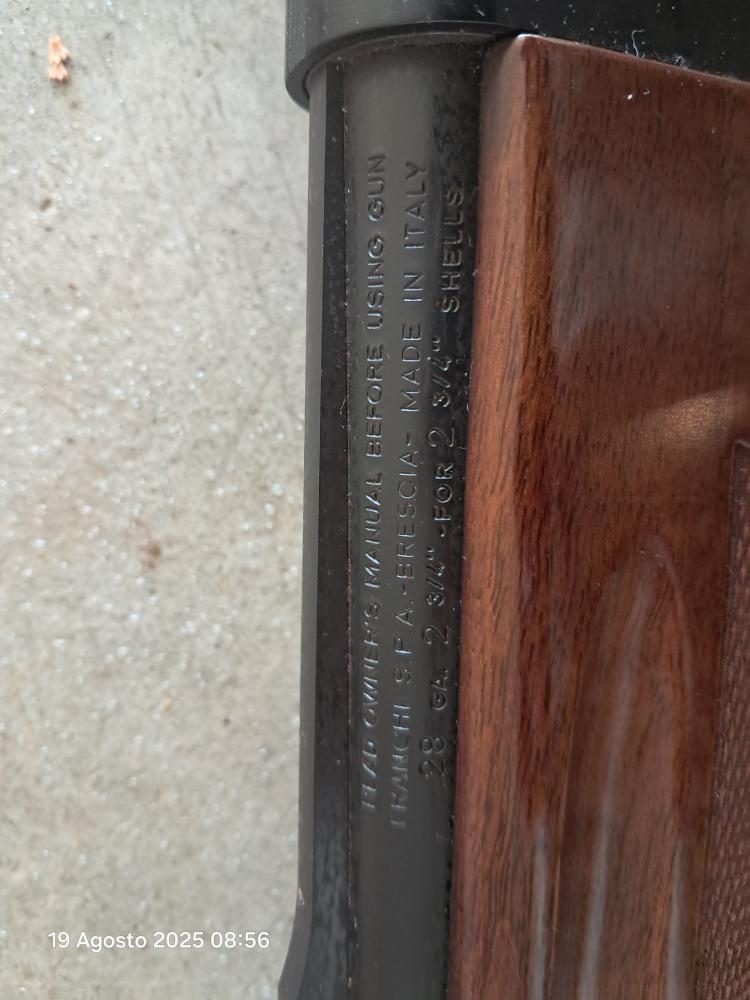 READ OWNER'S MANUAL BEFORE USING GUN
FRANCHI S.P.A.-BRESCIA- MADE IN ITALY
28 GA. 2 3/4" -FOR 2 3/4" SHELLS
19 Agosto 2025 08:56